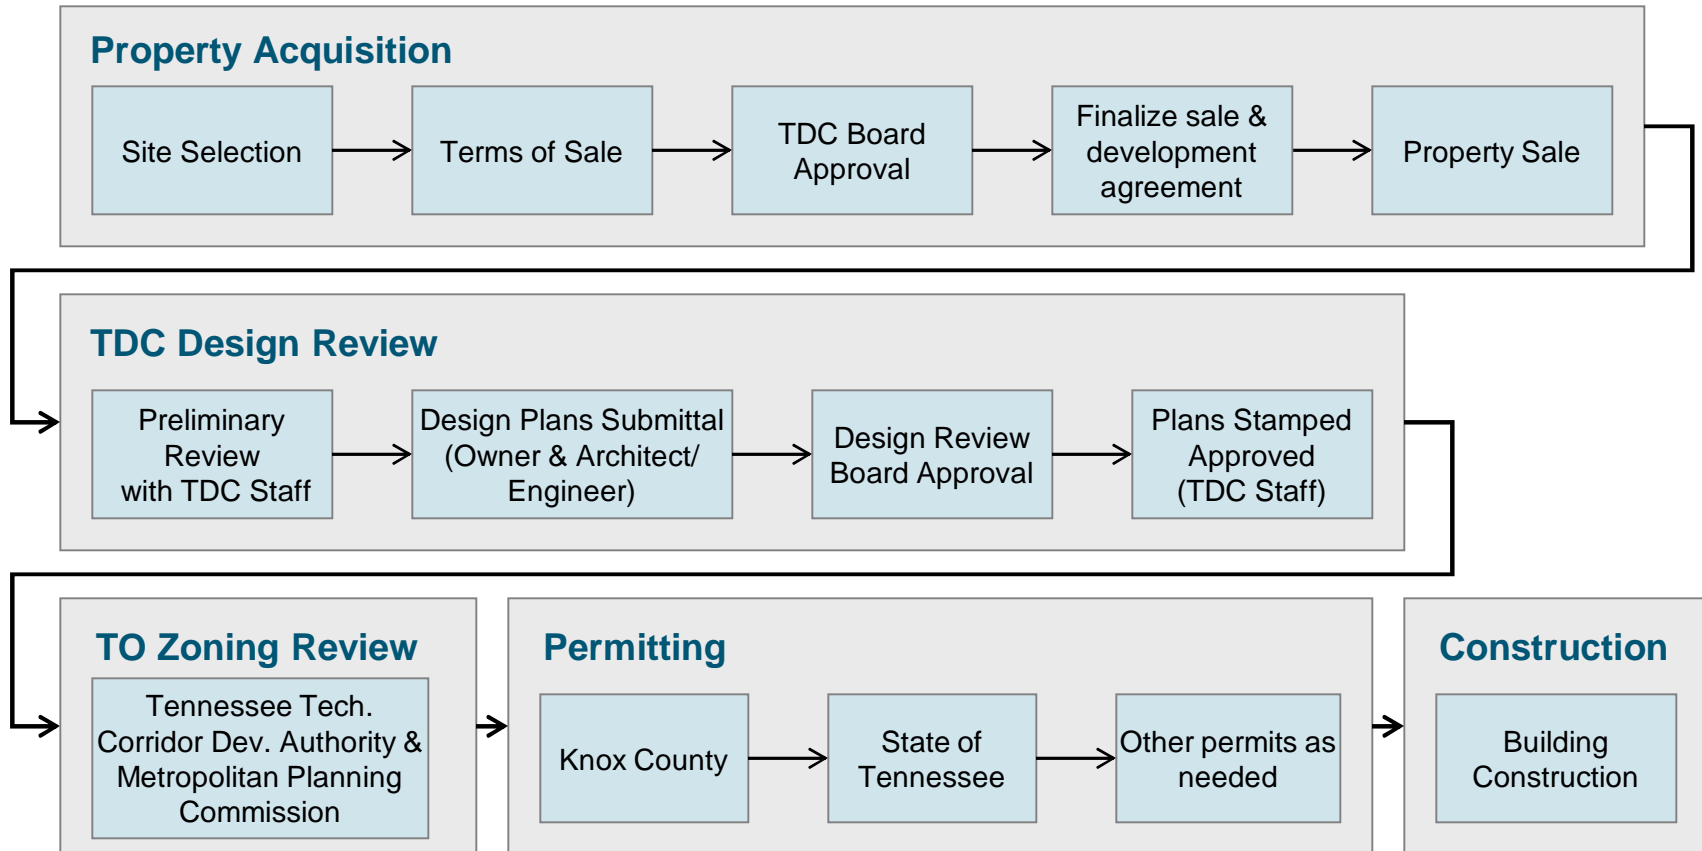 Property Acquisition
Site Selection
Terms of Sale
TDC Board
Approval
Finalize sale &
development
agreement
Property Sale
TDC Design Review
Preliminary
Review
with TDC Staff
Design Plans Submittal
(Owner & Architect/
Engineer)
Design Review
Board Approval
Plans Stamped
Approved
(TDC Staff)
TO Zoning Review
Tennessee Tech.
Corridor Dev. Authority &
Metropolitan Planning
Commission
Permitting
Knox County
State of
Tennessee
Other permits as
needed
Construction
Building
Construction